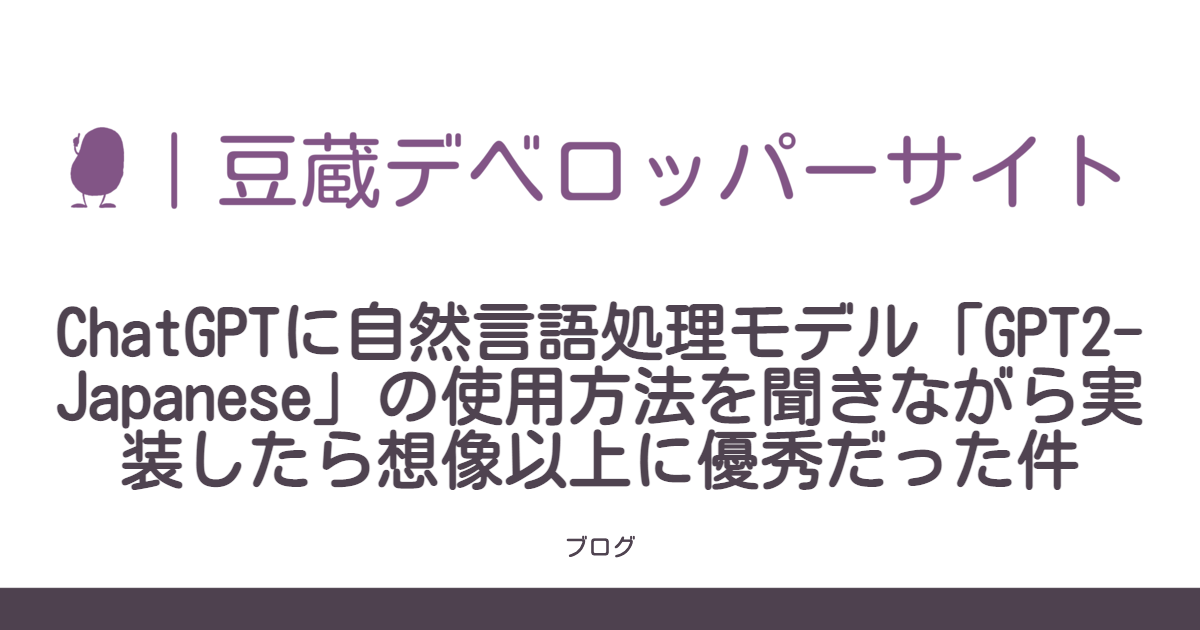 |豆蔵デベロッパーサイト
ChatGPTに自然言語処理モデル「GPT2-
Japanese」の使用方法を聞きながら実
装したら想像以上に優秀だった件
ブログ